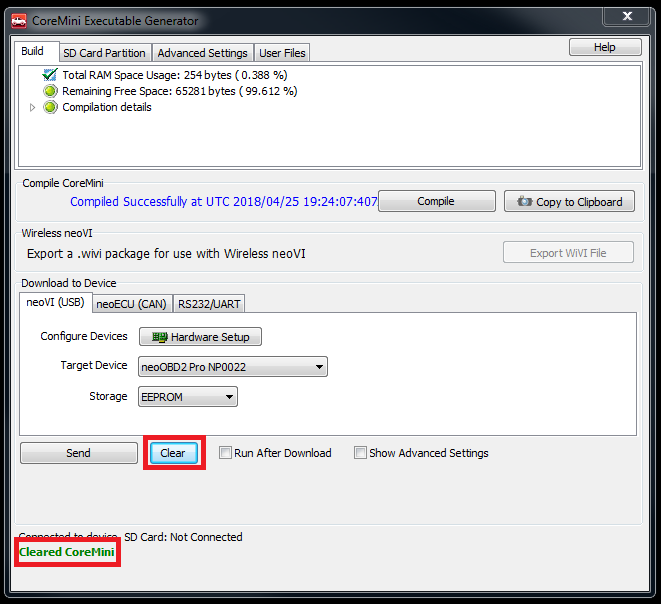 CoreMini Executable Generator
Build SD Card Partition Advanced Settings User Files Help
Total RAM Space Usage: 254 bytes ( 0.388 %)
Remaining Free Space: 65281 bytes ( 99.612 %)
Compilation details
Compile CoreMini
Compiled Successfully at UTC 2018/04/25 19:24:07:407 Compile Copy to Clipboard
Wireless neoVI
Export a .wivi package for use with Wireless neoVI Export WiVI File
Download to Device
neoVI (USB) neoECU (CAN) RS232/UART
Configure Devices Hardware Setup
Target Device neoOBD2 Pro NP0022
Storage EEPROM
Send Clear Run After Download Show Advanced Settings
Connected to device. SD Card: Not Connected
Cleared CoreMini